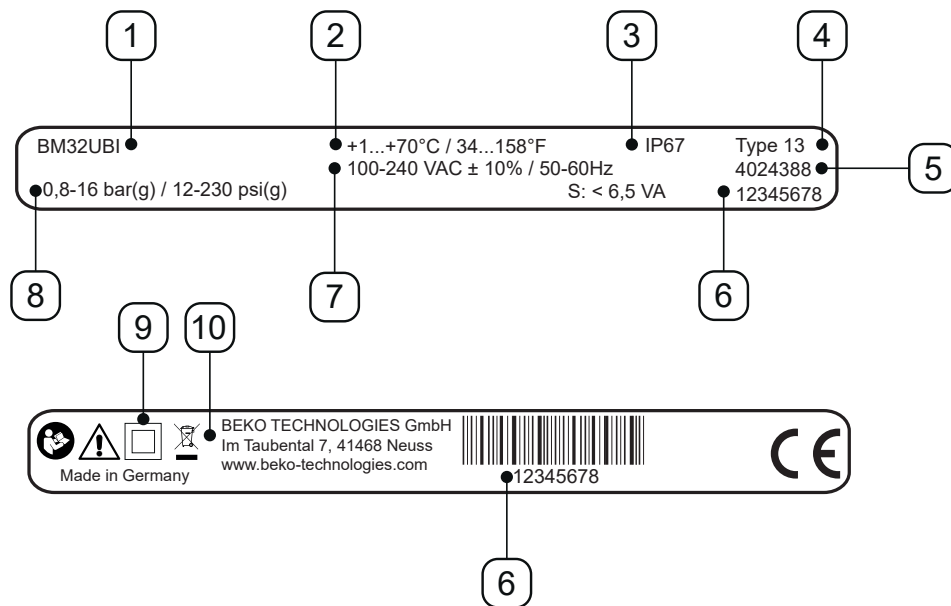 1 2 3 4
BM32UBI +1...+70°C / 34...158°F IP67 Type 13
100-240 VAC ± 10% / 50-60Hz 4024388 5
0,8-16 bar(g) / 12-230 psi(g) S: < 6,5 VA 12345678
8 7 6
9 10
BEKO TECHNOLOGIES GmbH
Im Taubental 7, 41468 Neuss
Made in Germany www.beko-technologies.com
12345678
CE
6